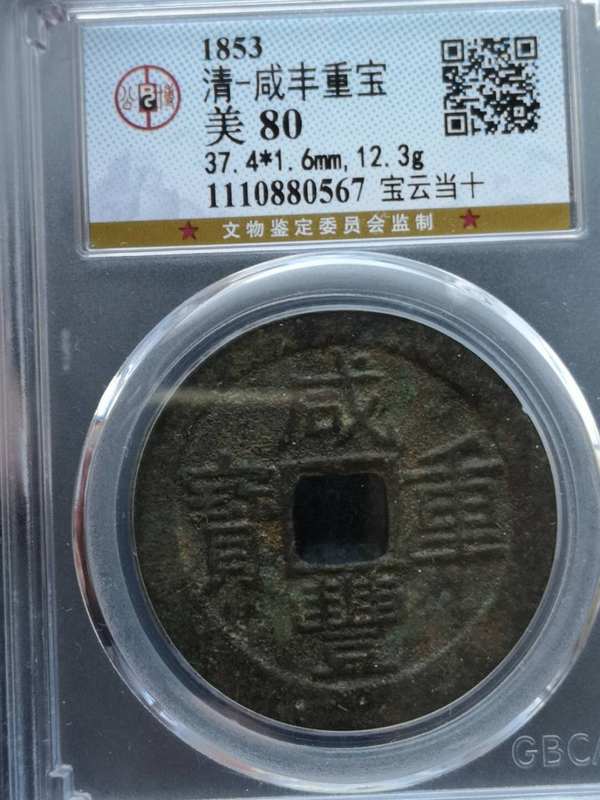 1853
清-咸丰重宝
美 80
37.4*1.6mm,12.3g
1110880567 宝云当十
★ 文物鉴定委员会监制 ★
咸
寶 重
豐
GBCA